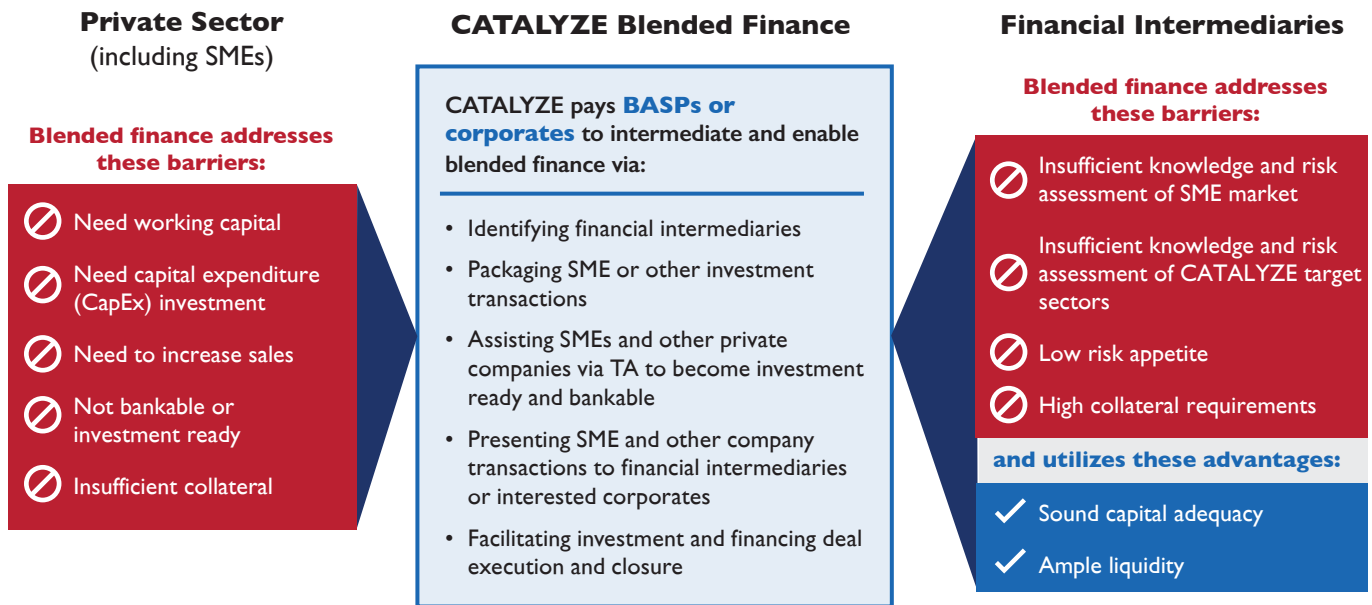 Private Sector
(including SMEs)
Blended finance addresses
these barriers:
Need working capital
Need capital expenditure
(CapEx) investment
Need to increase sales
Not bankable or
investment ready
Insufficient collateral
CATALYZE Blended Finance
CATALYZE pays BASPs or
corporates to intermediate and enable
blended finance via:
• Identifying financial intermediaries
• Packaging SME or other investment
transactions
• Assisting SMEs and other private
companies via TA to become investment
ready and bankable
• Presenting SME and other company
transactions to financial intermediaries
or interested corporates
• Facilitating investment and financing deal
execution and closure
Financial Intermediaries
Blended finance addresses
these barriers:
Insufficient knowledge and risk
assessment of SME market
Insufficient knowledge and risk
assessment of CATALYZE target
sectors
Low risk appetite
High collateral requirements
and utilizes these advantages:
Sound capital adequacy
Ample liquidity